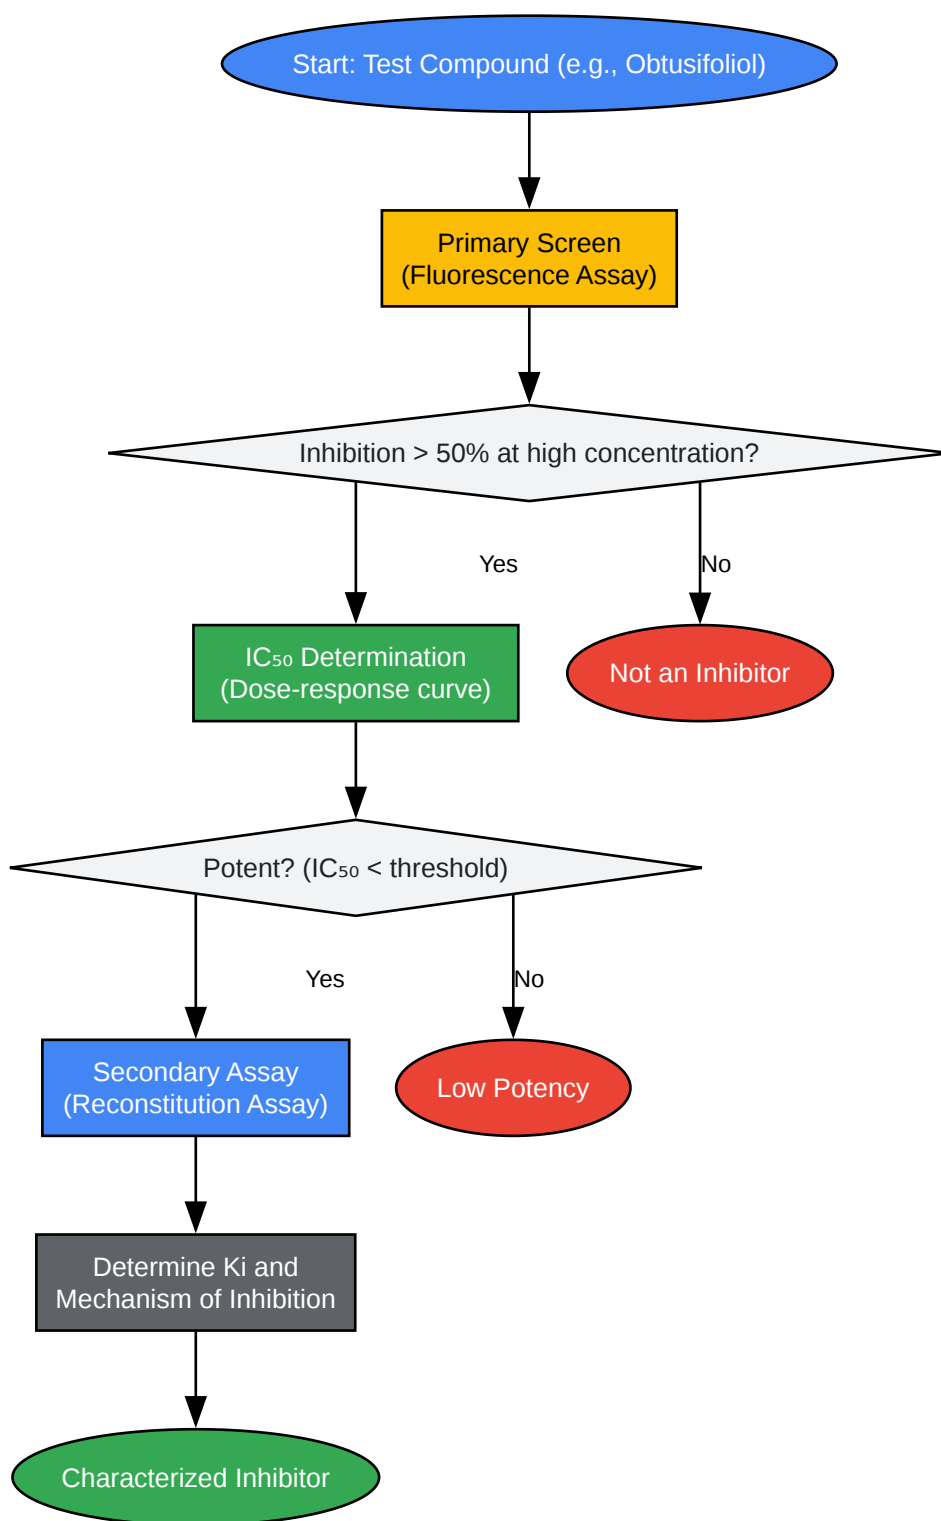 Start: Test Compound (e.g., Obtusifoliol)
Primary Screen
(Fluorescence Assay)
Inhibition > 50% at high concentration?
Yes
No
IC₅₀ Determination
(Dose-response curve)
Not an Inhibitor
Potent? (IC₅₀ < threshold)
Yes
No
Secondary Assay
(Reconstitution Assay)
Low Potency
Determine Ki and
Mechanism of Inhibition
Characterized Inhibitor